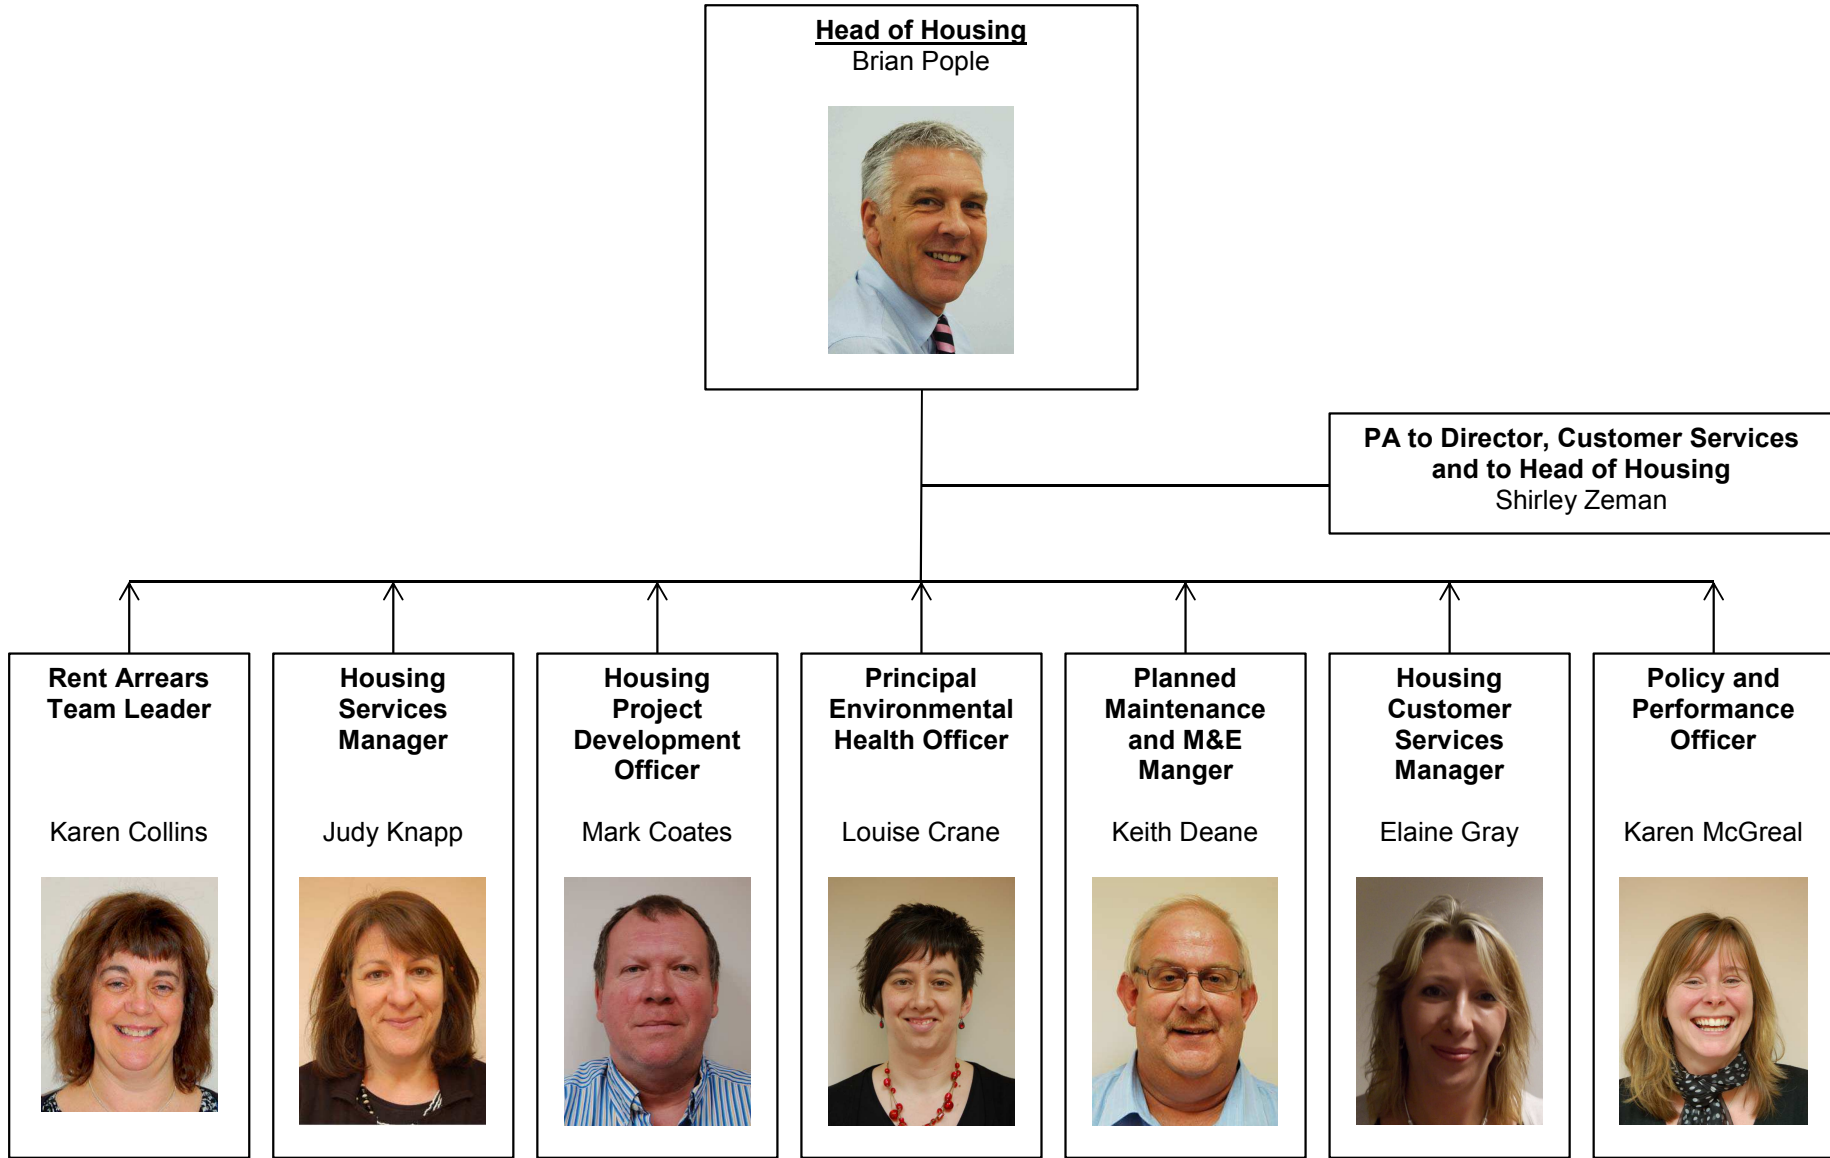 Head of Housing
Brian Pople
PA to Director, Customer Services
and to Head of Housing
Shirley Zeman
Rent Arrears
Team Leader
Karen Collins
Housing
Services
Manager
Judy Knapp
Housing
Project
Development
Officer
Mark Coates
Principal
Environmental
Health Officer
Louise Crane
Planned
Maintenance
and M&E
Manger
Keith Deane
Housing
Customer
Services
Manager
Elaine Gray
Policy and
Performance
Officer
Karen McGreal